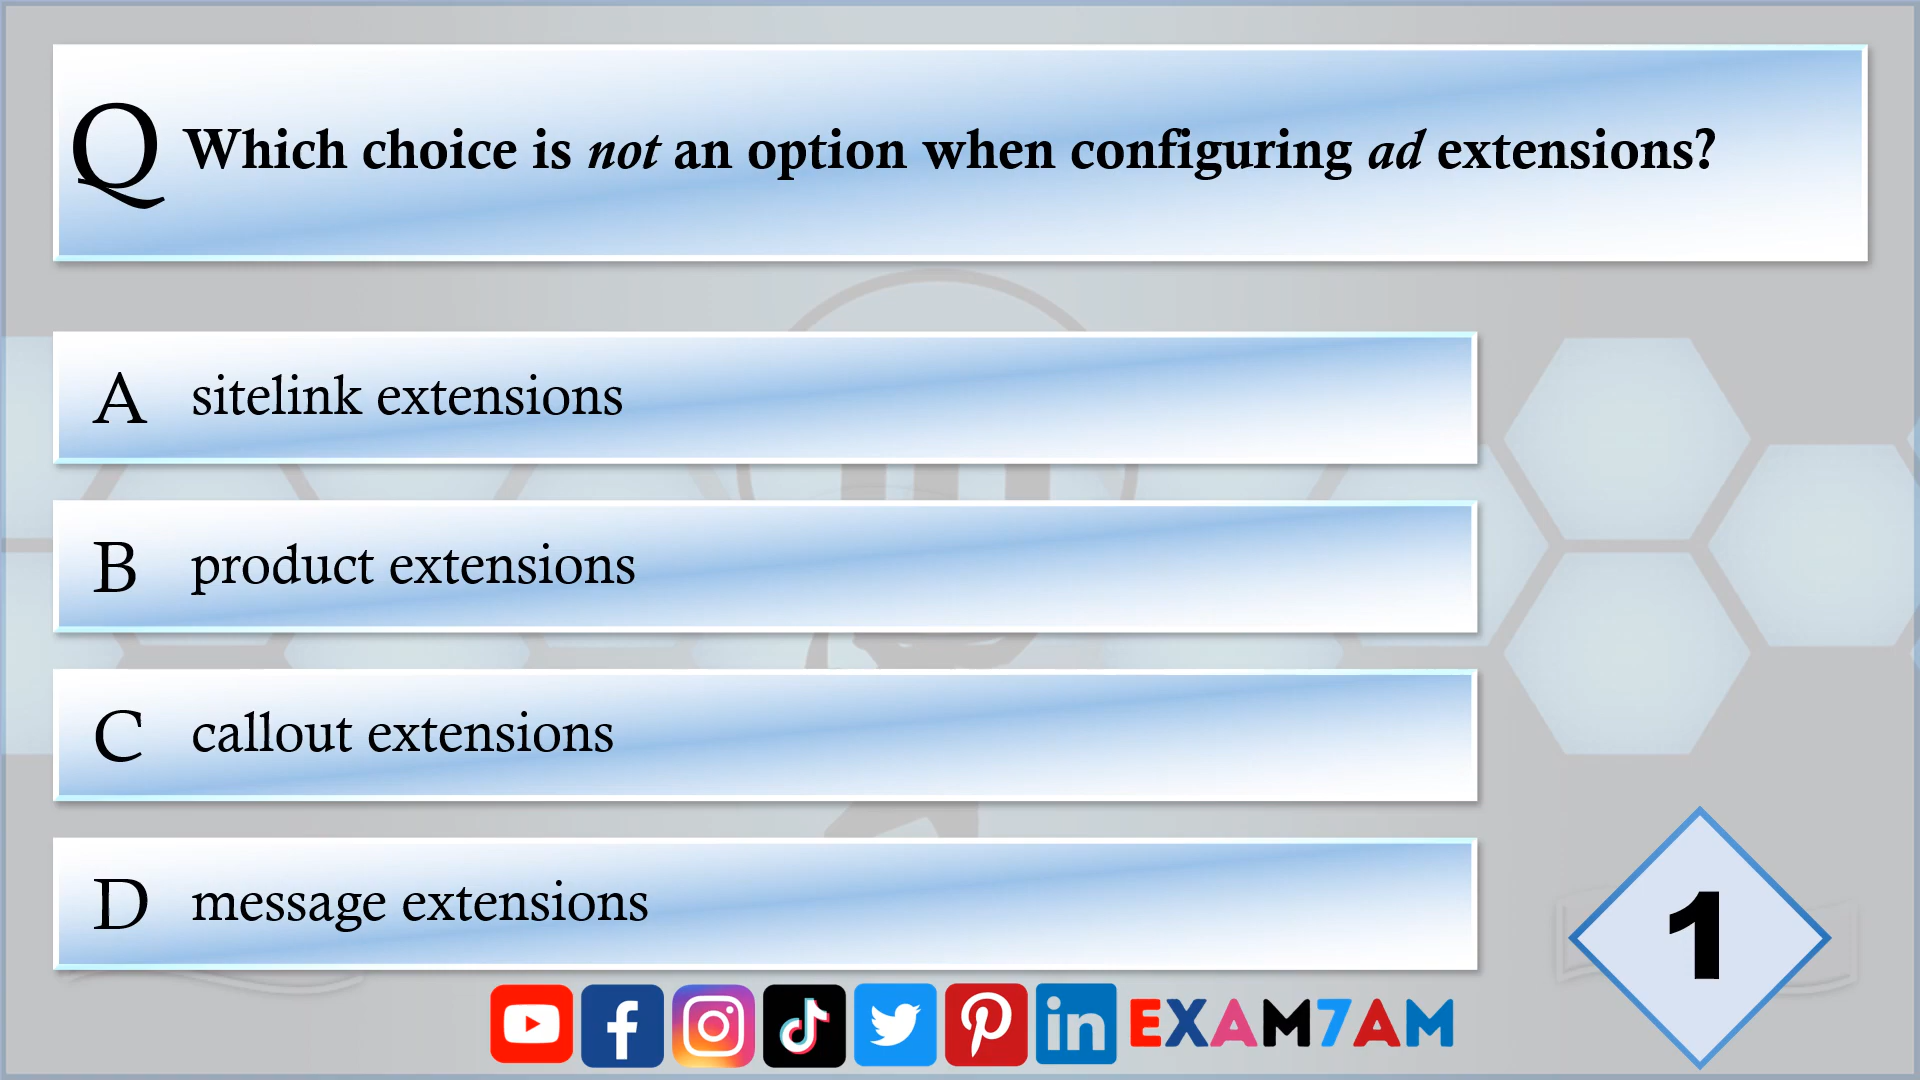 Q Which choice is not an option when configuring ad extensions?
A sitelink extensions
B product extensions
C callout extensions
D message extensions
1
in EXAM7AM